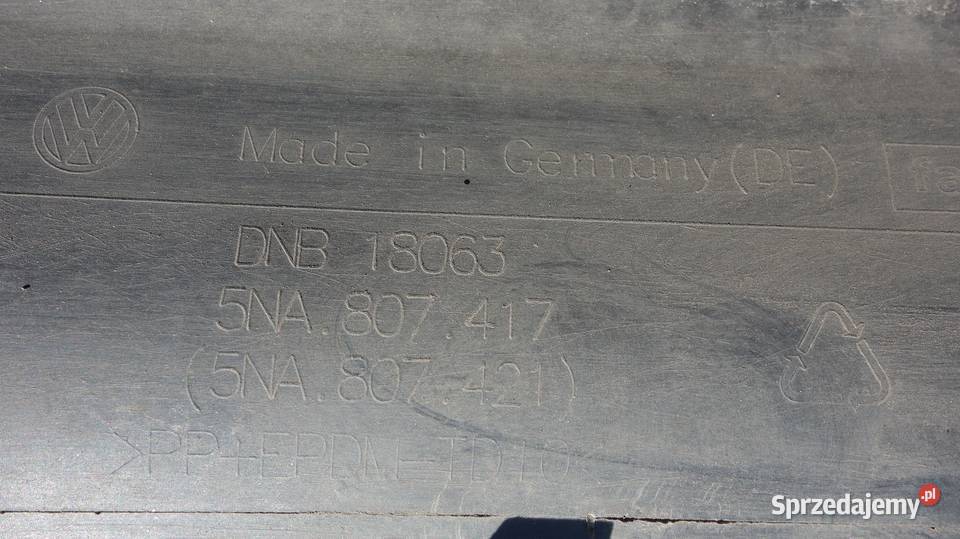 Made in Germany (DE)
DNB 18063
5NA.807.417
(5NA.807.421)
>PP+EPDM-TD10<
Sprzedajemy.pl